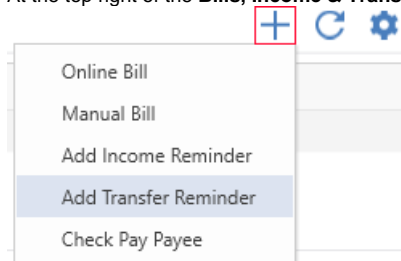 At the top right of the Bills, Income & Trans
Online Bill
Manual Bill
Add Income Reminder
Add Transfer Reminder
Check Pay Payee